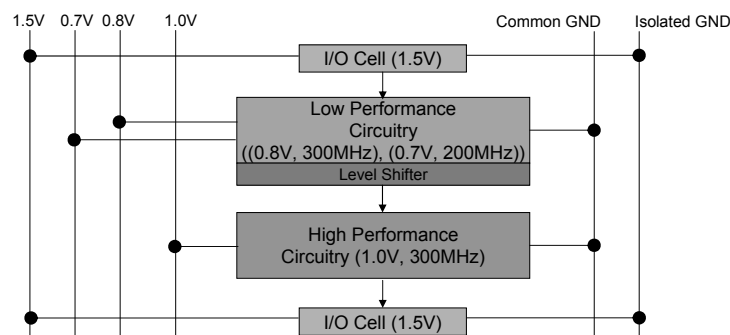 1.5V 0.7V 0.8V 1.0V Common GND Isolated GND
I/O Cell (1.5V)
Low Performance
Circuitry
((0.8V, 300MHz), (0.7V, 200MHz))
Level Shifter
High Performance
Circuitry (1.0V, 300MHz)
I/O Cell (1.5V)